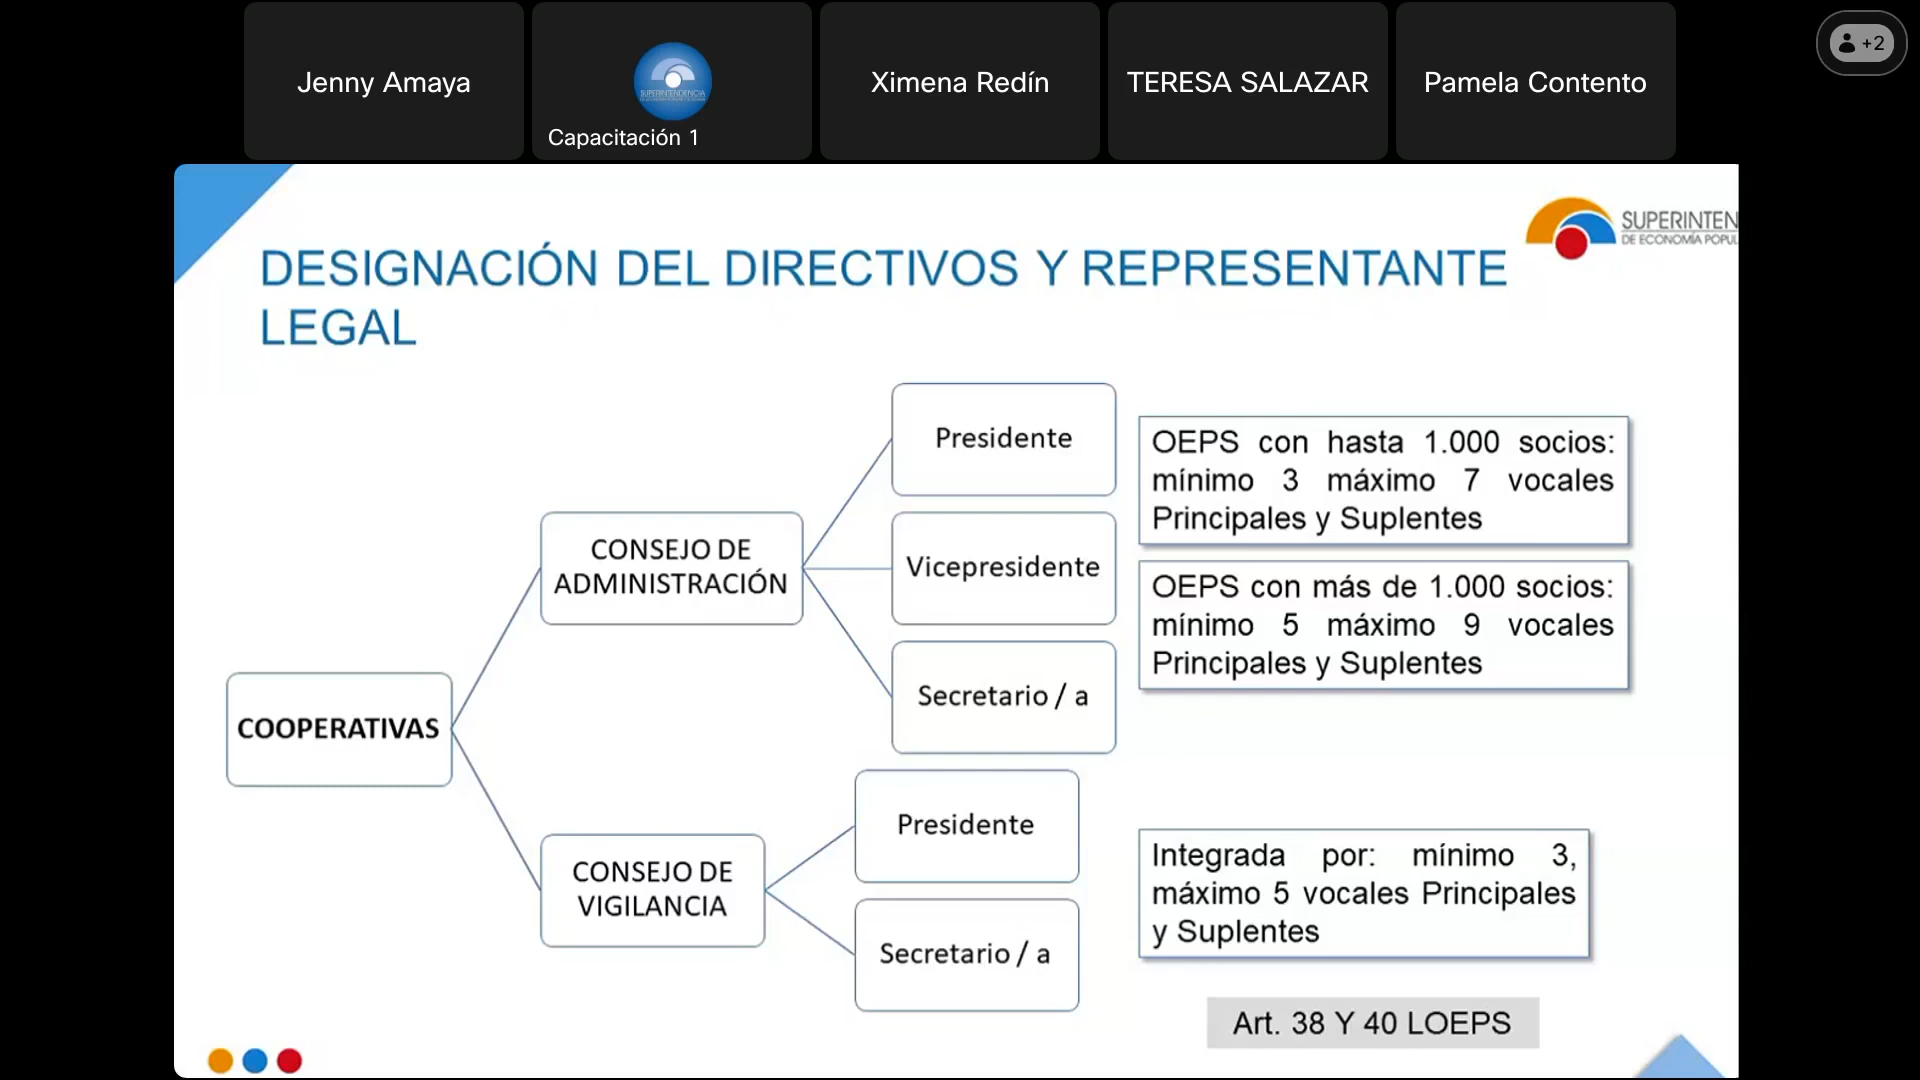 Jenny Amaya
Capacitación 1
Ximena Redín
TERESA SALAZAR
Pamela Contento
+2
SUPERINTEN
DE ECONOMÍA POPUL
DESIGNACIÓN DEL DIRECTIVOS Y REPRESENTANTE
LEGAL
COOPERATIVAS
CONSEJO DE
ADMINISTRACIÓN
Presidente
Vicepresidente
Secretario / a
OEPS con hasta 1.000 socios:
mínimo 3 máximo 7 vocales
Principales y Suplentes
OEPS con más de 1.000 socios:
mínimo 5 máximo 9 vocales
Principales y Suplentes
CONSEJO DE
VIGILANCIA
Presidente
Secretario / a
Integrada por: mínimo 3,
máximo 5 vocales Principales
y Suplentes
Art. 38 Y 40 LOEPS